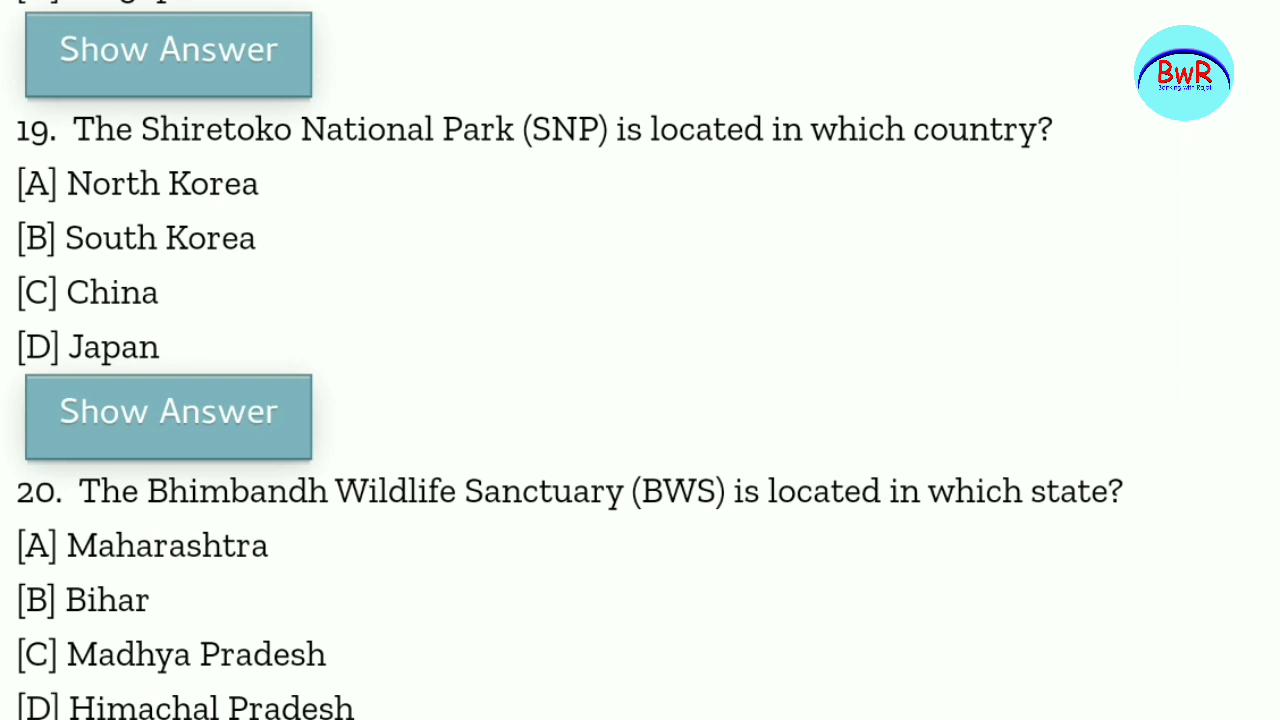 Show Answer
BwR
19. The Shiretoko National Park (SNP) is located in which country?
[A] North Korea
[B] South Korea
[C] China
[D] Japan
Show Answer
20. The Bhimbandh Wildlife Sanctuary (BWS) is located in which state?
[A] Maharashtra
[B] Bihar
[C] Madhya Pradesh
[D] Himachal Pradesh